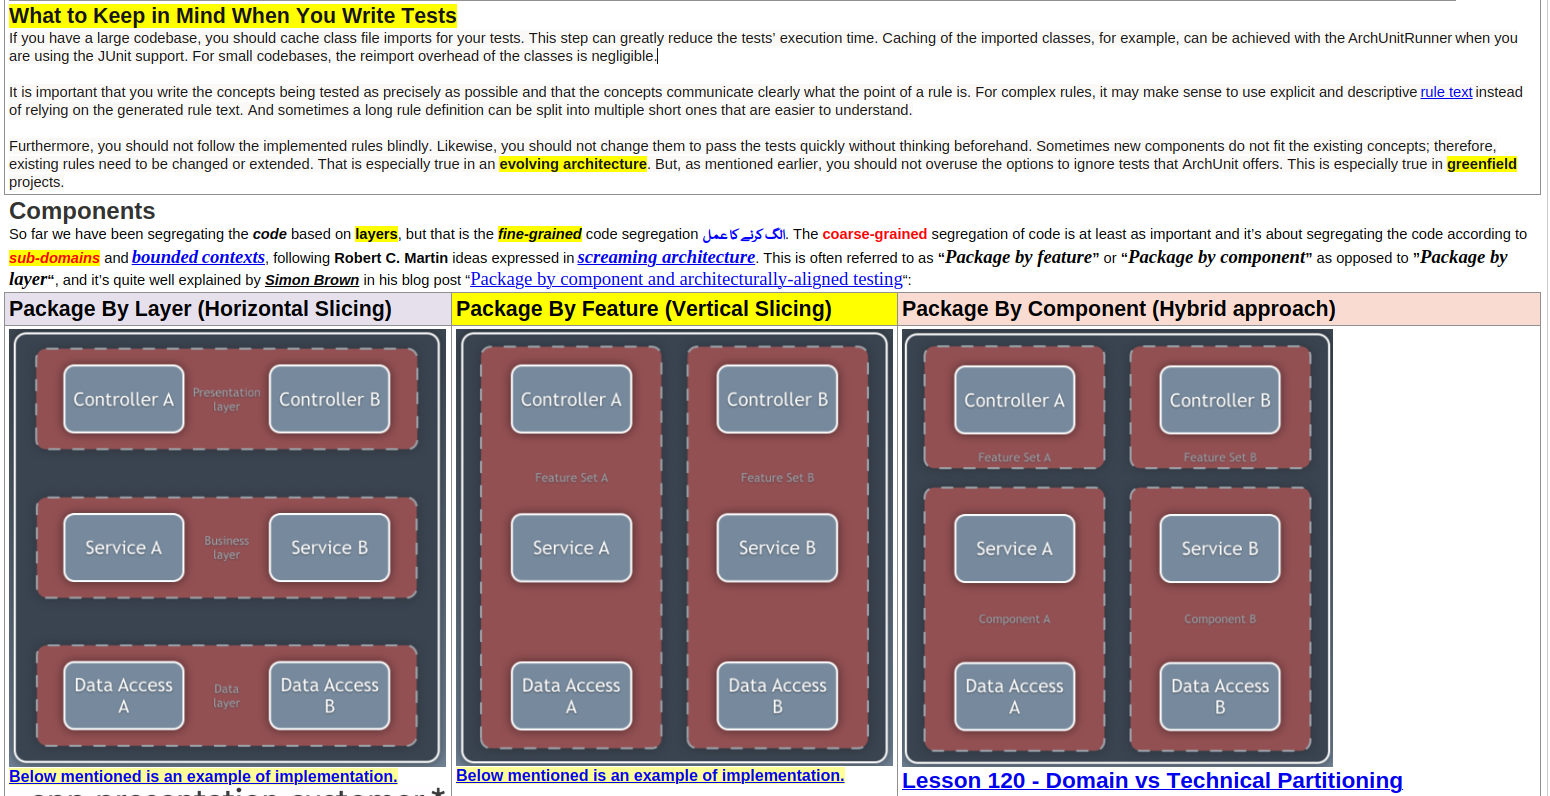 What to Keep in Mind When You Write Tests
If you have a large codebase, you should cache class file imports for your tests. This step can greatly reduce the tests’ execution time. Caching of the imported classes, for example, can be achieved with the ArchUnitRunner when you
are using the JUnit support. For small codebases, the reimport overhead of the classes is negligible.
It is important that you write the concepts being tested as precisely as possible and that the concepts communicate clearly what the point of a rule is. For complex rules, it may make sense to use explicit and descriptive rule text instead
of relying on the generated rule text. And sometimes a long rule definition can be split into multiple short ones that are easier to understand.
Furthermore, you should not follow the implemented rules blindly. Likewise, you should not change them to pass the tests quickly without thinking beforehand. Sometimes new components do not fit the existing concepts; therefore,
existing rules need to be changed or extended. That is especially true in an evolving architecture. But, as mentioned earlier, you should not overuse the options to ignore tests that ArchUnit offers. This is especially true in greenfield
projects.
Components
So far we have been segregating the code based on layers, but that is the fine-grained code segregation الگ کرنے کا عمل. The coarse-grained segregation of code is at least as important and it’s about segregating the code according to
sub-domains and bounded contexts, following Robert C. Martin ideas expressed in screaming architecture. This is often referred to as “Package by feature” or “Package by component” as opposed to ”Package by
layer“, and it’s quite well explained by Simon Brown in his blog post “Package by component and architecturally-aligned testing“:
Package By Layer (Horizontal Slicing)
Controller A
Presentation
layer
Controller B
Service A
Business
layer
Service B
Data Access
A
Data
layer
Data Access
B
Below mentioned is an example of implementation.
Package By Feature (Vertical Slicing)
Controller A
Controller B
Feature Set A
Feature Set B
Service A
Service B
Data Access
A
Data Access
B
Below mentioned is an example of implementation.
Package By Component (Hybrid approach)
Controller A
Controller B
Feature Set A
Feature Set B
Service A
Service B
Component A
Component B
Data Access
A
Data Access
B
Lesson 120 - Domain vs Technical Partitioning